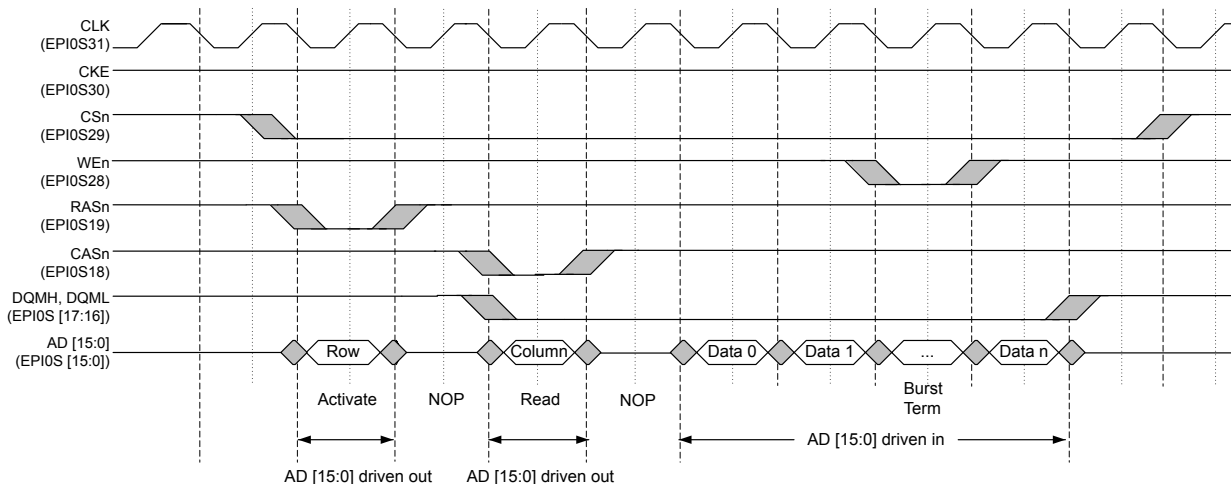 CLK
(EPI0S31)
CKE
(EPI0S30)
CSn
(EPI0S29)
WEn
(EPI0S28)
RASn
(EPI0S19)
CASn
(EPI0S18)
DQMH, DQML
(EPI0S [17:16])
AD [15:0]
(EPI0S [15:0])
Row
Column
Data 0
Data 1
...
Data n
Activate
NOP
Read
NOP
Burst
Term
AD [15:0] driven in
AD [15:0] driven out
AD [15:0] driven out